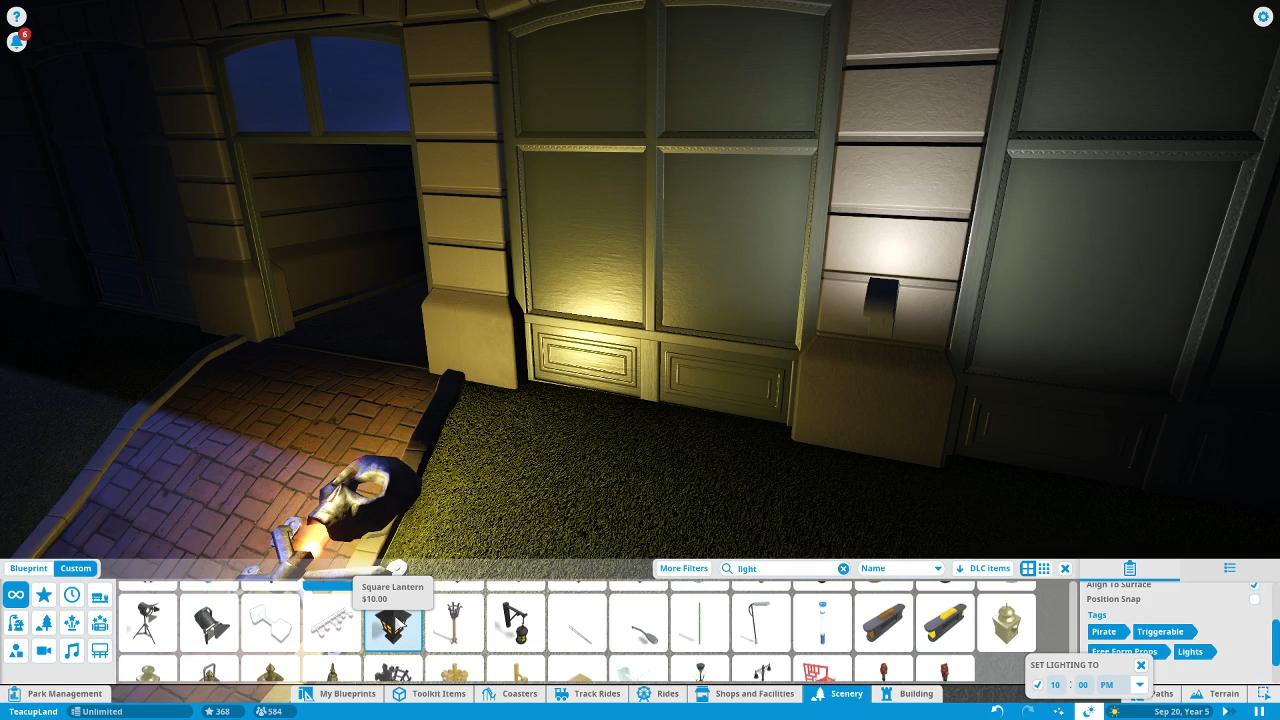 ?
6
Square Lantern
$10.00
Blueprint
Custom
More Filters
light
Name
DLC items
Align To Surface
Position Snap
Tags
Pirate
Triggerable
Free Form Props
Lights
SET LIGHTING TO
10 : 00 PM
Park Management
My Blueprints
Toolkit Items
Coasters
Track Rides
Rides
Shops and Facilities
Scenery
Building
Paths
Terrain
TeacupLand
Unlimited
368
584
Sep 20, Year 5